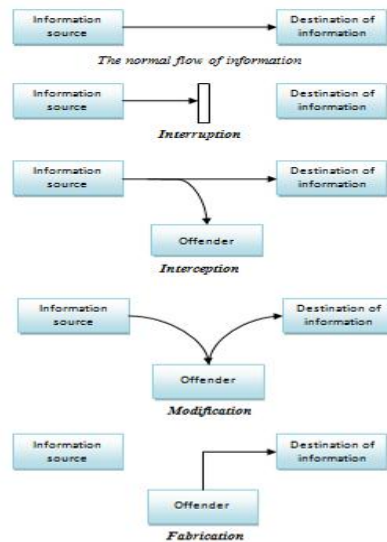 Information
source
Destination of
information
The normal flow of information
Information
source
Destination of
information
Interruption
Information
source
Destination of
information
Offender
Interception
Information
source
Destination of
information
Offender
Modification
Information
source
Destination of
information
Offender
Fabrication